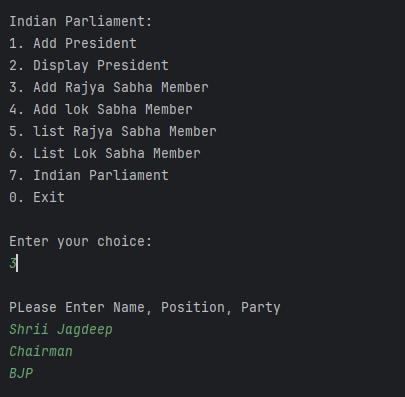 Indian Parliament:
1. Add President
2. Display President
3. Add Rajya Sabha Member
4. Add lok Sabha Member
5. list Rajya Sabha Member
6. List Lok Sabha Member
7. Indian Parliament
0. Exit
Enter your choice:
3
PLease Enter Name, Position, Party
Shrii Jagdeep
Chairman
BJP